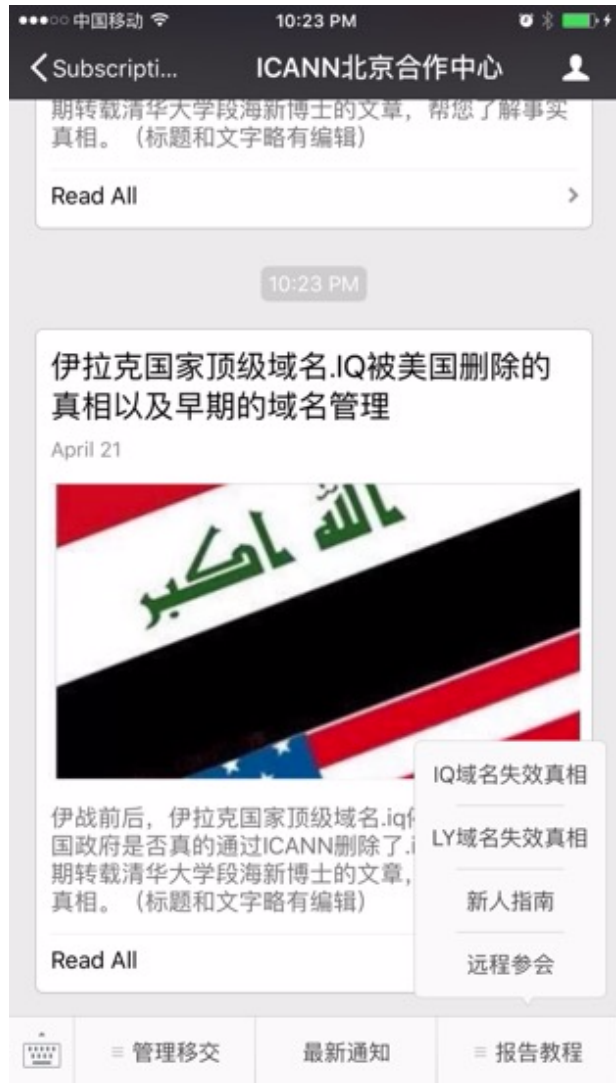 中国移动
10:23 PM
Subscripti...
ICANN北京合作中心
期转载清华大学段海新博士的文章，帮您了解事实
真相。（标题和文字略有编辑）
Read All
10:23 PM
伊拉克国家顶级域名.IQ被美国删除的
真相以及早期的域名管理
April 21
الله اكبر
伊战前后，伊拉克国家顶级域名.iq
国政府是否真的通过ICANN删除了.i
期转载清华大学段海新博士的文章，
真相。（标题和文字略有编辑）
Read All
IQ域名失效真相
LY域名失效真相
新人指南
远程参会
管理移交
最新通知
报告教程